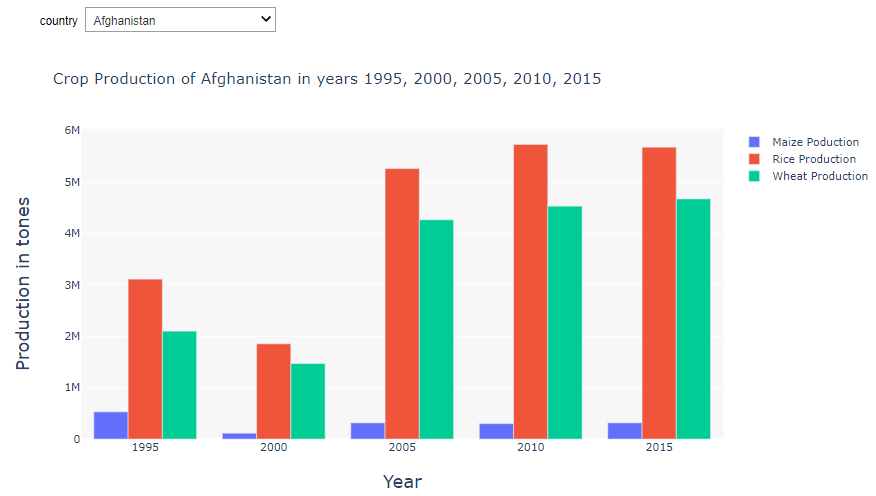 country
Afghanistan
Crop Production of Afghanistan in years 1995, 2000, 2005, 2010, 2015
6M
5M
4M
3M
2M
1M
0
Production in tones
1995 2000 2005 2010 2015
Year
Maize Poduction
Rice Production
Wheat Production